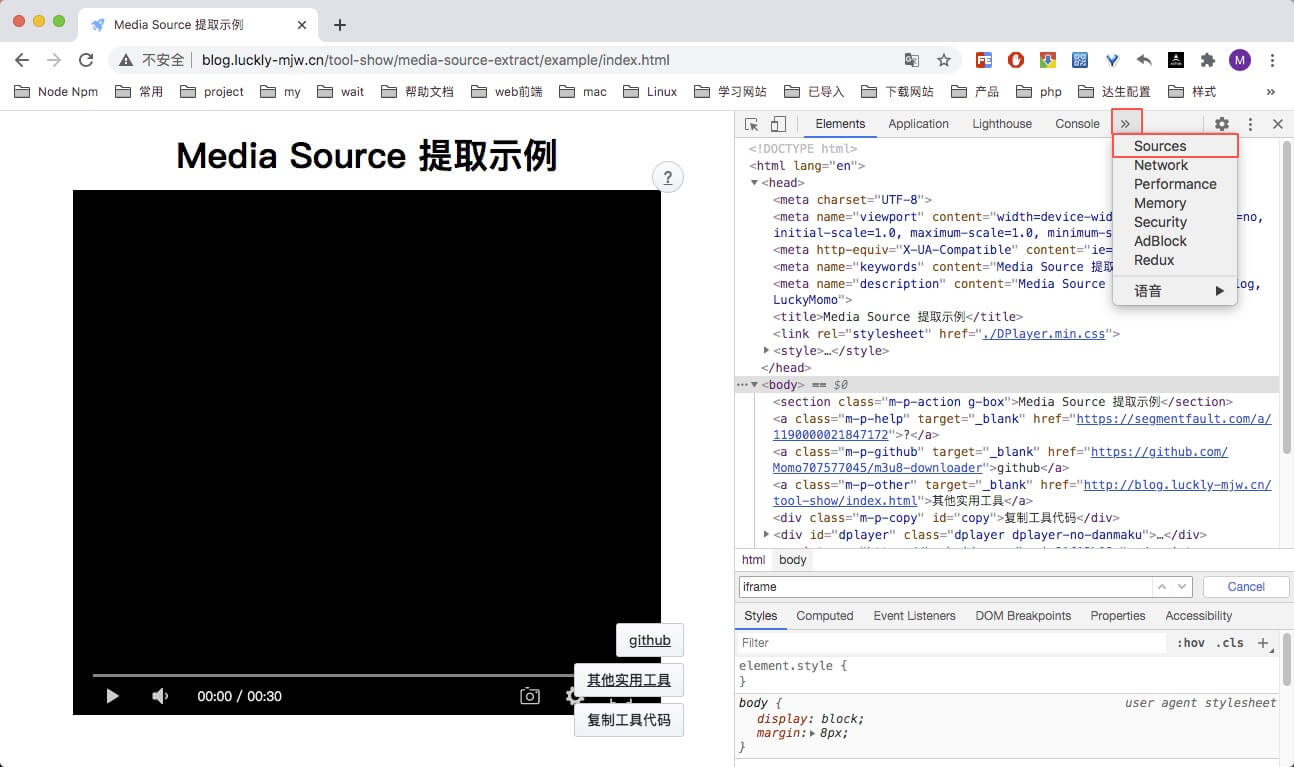 Media Source 提取示例
不安全
blog.luckly-mjw.cn/tool-show/media-source-extract/example/index.html
M
Node Npm 常用 project my wait 帮助文档 web前端 mac Linux 学习网站 已导入 下载网站 产品 php 达生配置 样式 »
Media Source 提取示例
?
00:00 / 00:30
github
其他实用工具
复制工具代码
Elements Application Lighthouse Console »
Sources
Network
Performance
Memory
Security
AdBlock
Redux
语音
<!DOCTYPE html>
<html lang="en">
<head>
<meta charset="UTF-8">
<meta name="viewport" content="width=device-wid =no,
initial-scale=1.0, maximum-scale=1.0, minimum-s
<meta http-equiv="X-UA-Compatible" content="ie=
<meta name="keywords" content="Media Source 提取
<meta name="description" content="Media Source log,
LuckyMomo">
<title>Media Source 提取示例</title>
<link rel="stylesheet" href="./DPlayer.min.css">
<style>…</style>
</head>
<body> == $0
<section class="m-p-action g-box">Media Source 提取示例</section>
<a class="m-p-help" target="_blank" href="https://segmentfault.com/a/
1190000021847172">?</a>
<a class="m-p-github" target="_blank" href="https://github.com/
Momo707577045/m3u8-downloader">github</a>
<a class="m-p-other" target="_blank" href="http://blog.luckly-mjw.cn/
tool-show/index.html">其他实用工具</a>
<div class="m-p-copy" id="copy">复制工具代码</div>
<div id="dplayer" class="dplayer dplayer-no-danmaku">…</div>
html body
iframe
Cancel
Styles Computed Event Listeners DOM Breakpoints Properties Accessibility
Filter
:hov .cls +
element.style {
}
body { user agent stylesheet
display: block;
margin: 8px;
}